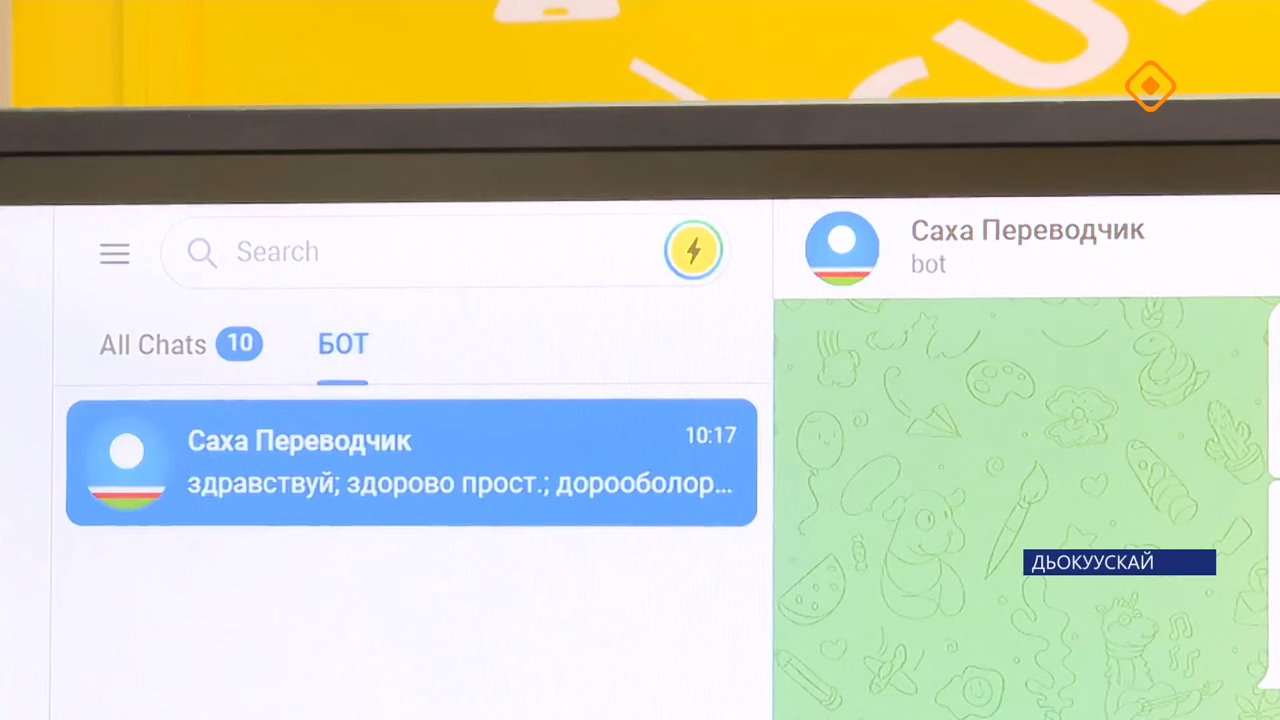 Search
Саха Переводчик
bot
All Chats 10
БОТ
Саха Переводчик
10:17
здравствуй; здорово прост.; дорооболор...
ДЬОКУУСКАЙ